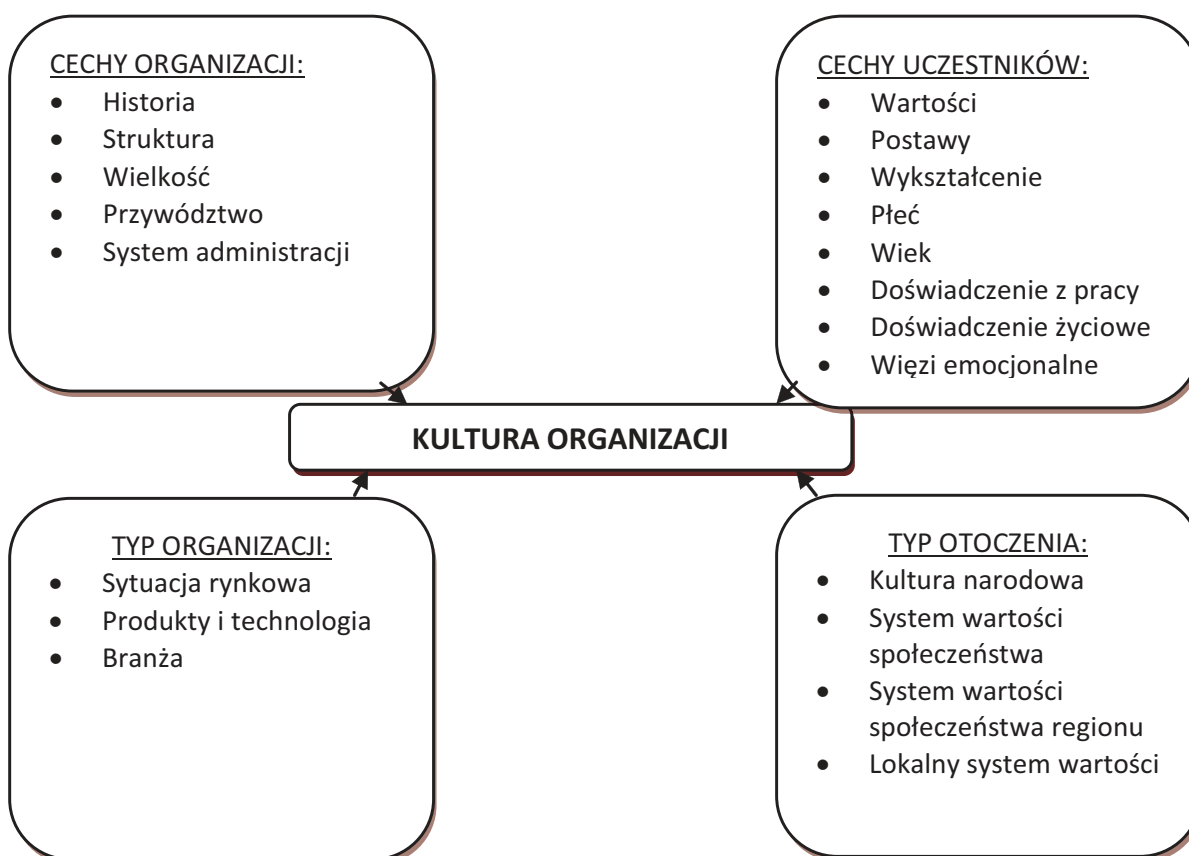 CECHY ORGANIZACJI:
• Historia
• Struktura
• Wielkość
• Przywództwo
• System administracji
CECHY UCZESTNIKÓW:
• Wartości
• Postawy
• Wykształcenie
• Płeć
• Wiek
• Doświadczenie z pracy
• Doświadczenie życiowe
• Więzi emocjonalne
KULTURA ORGANIZACJI
TYP ORGANIZACJI:
• Sytuacja rynkowa
• Produkty i technologia
• Branża
TYP OTOCZENIA:
• Kultura narodowa
• System wartości
społeczeństwa
• System wartości
społeczeństwa regionu
• Lokalny system wartości